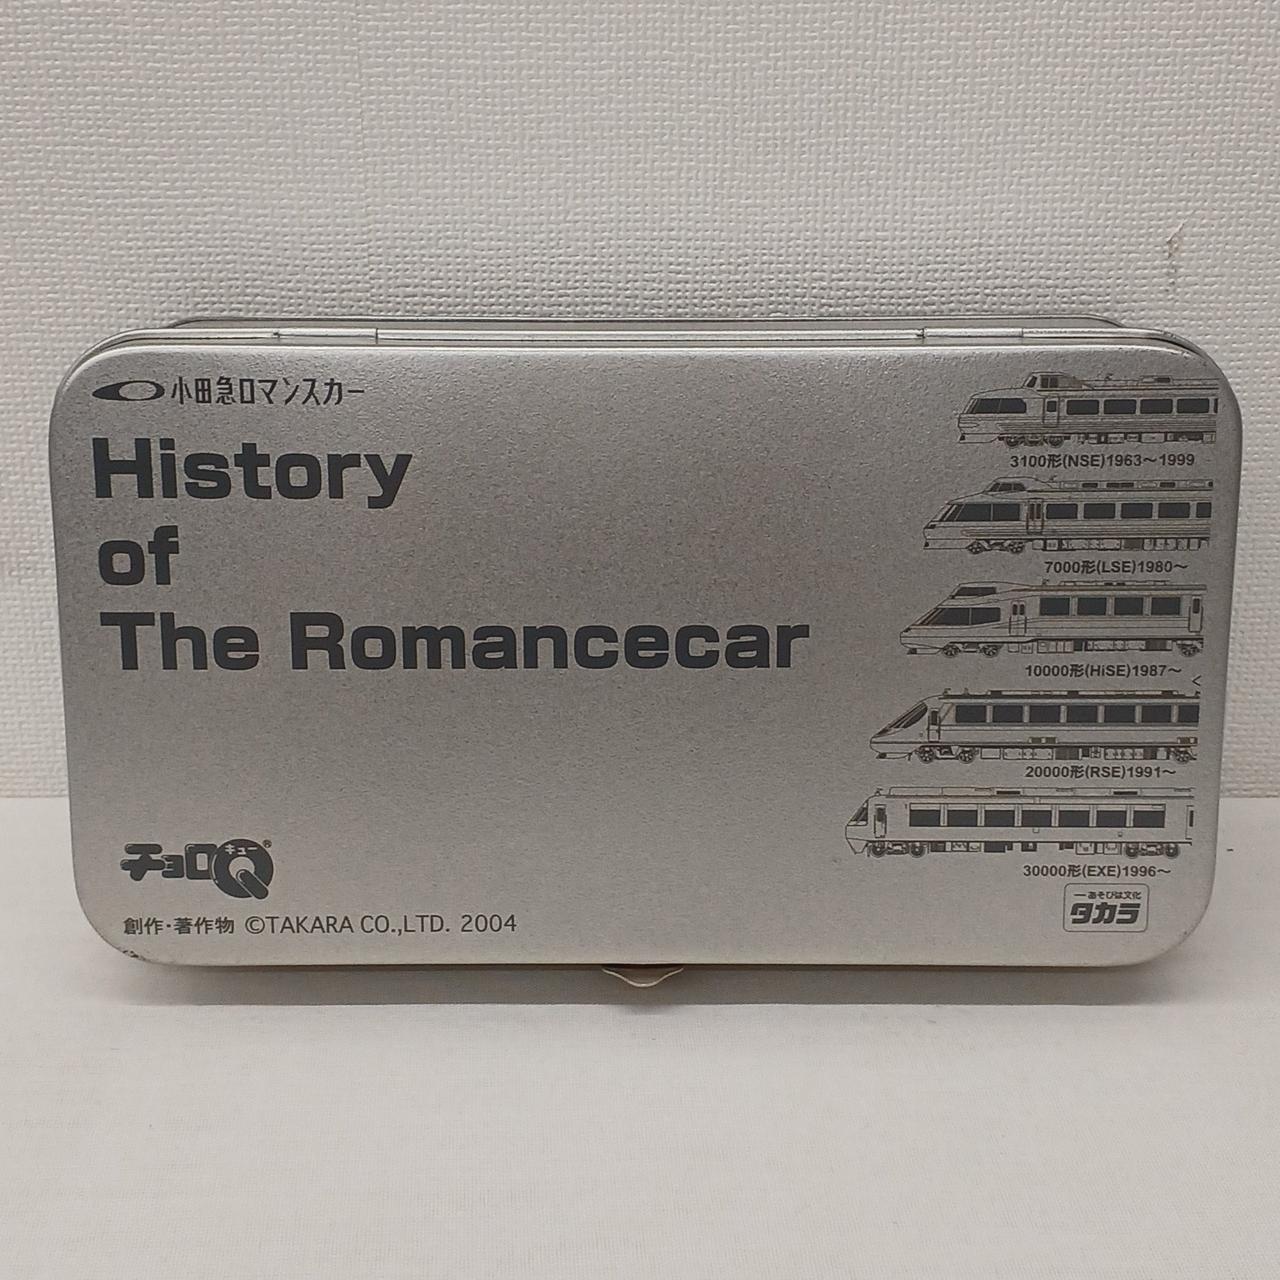 小田急ロマンスカー
History
of
The Romancecar
3100形(NSE)1963～1999
7000形(LSE)1980～
10000形(HiSE)1987～
20000形(RSE)1991～
30000形(EXE)1996～
チョロQ®
キュー
創作・著作物 ©TAKARA CO.,LTD. 2004
ーあそびは文化
タカラ